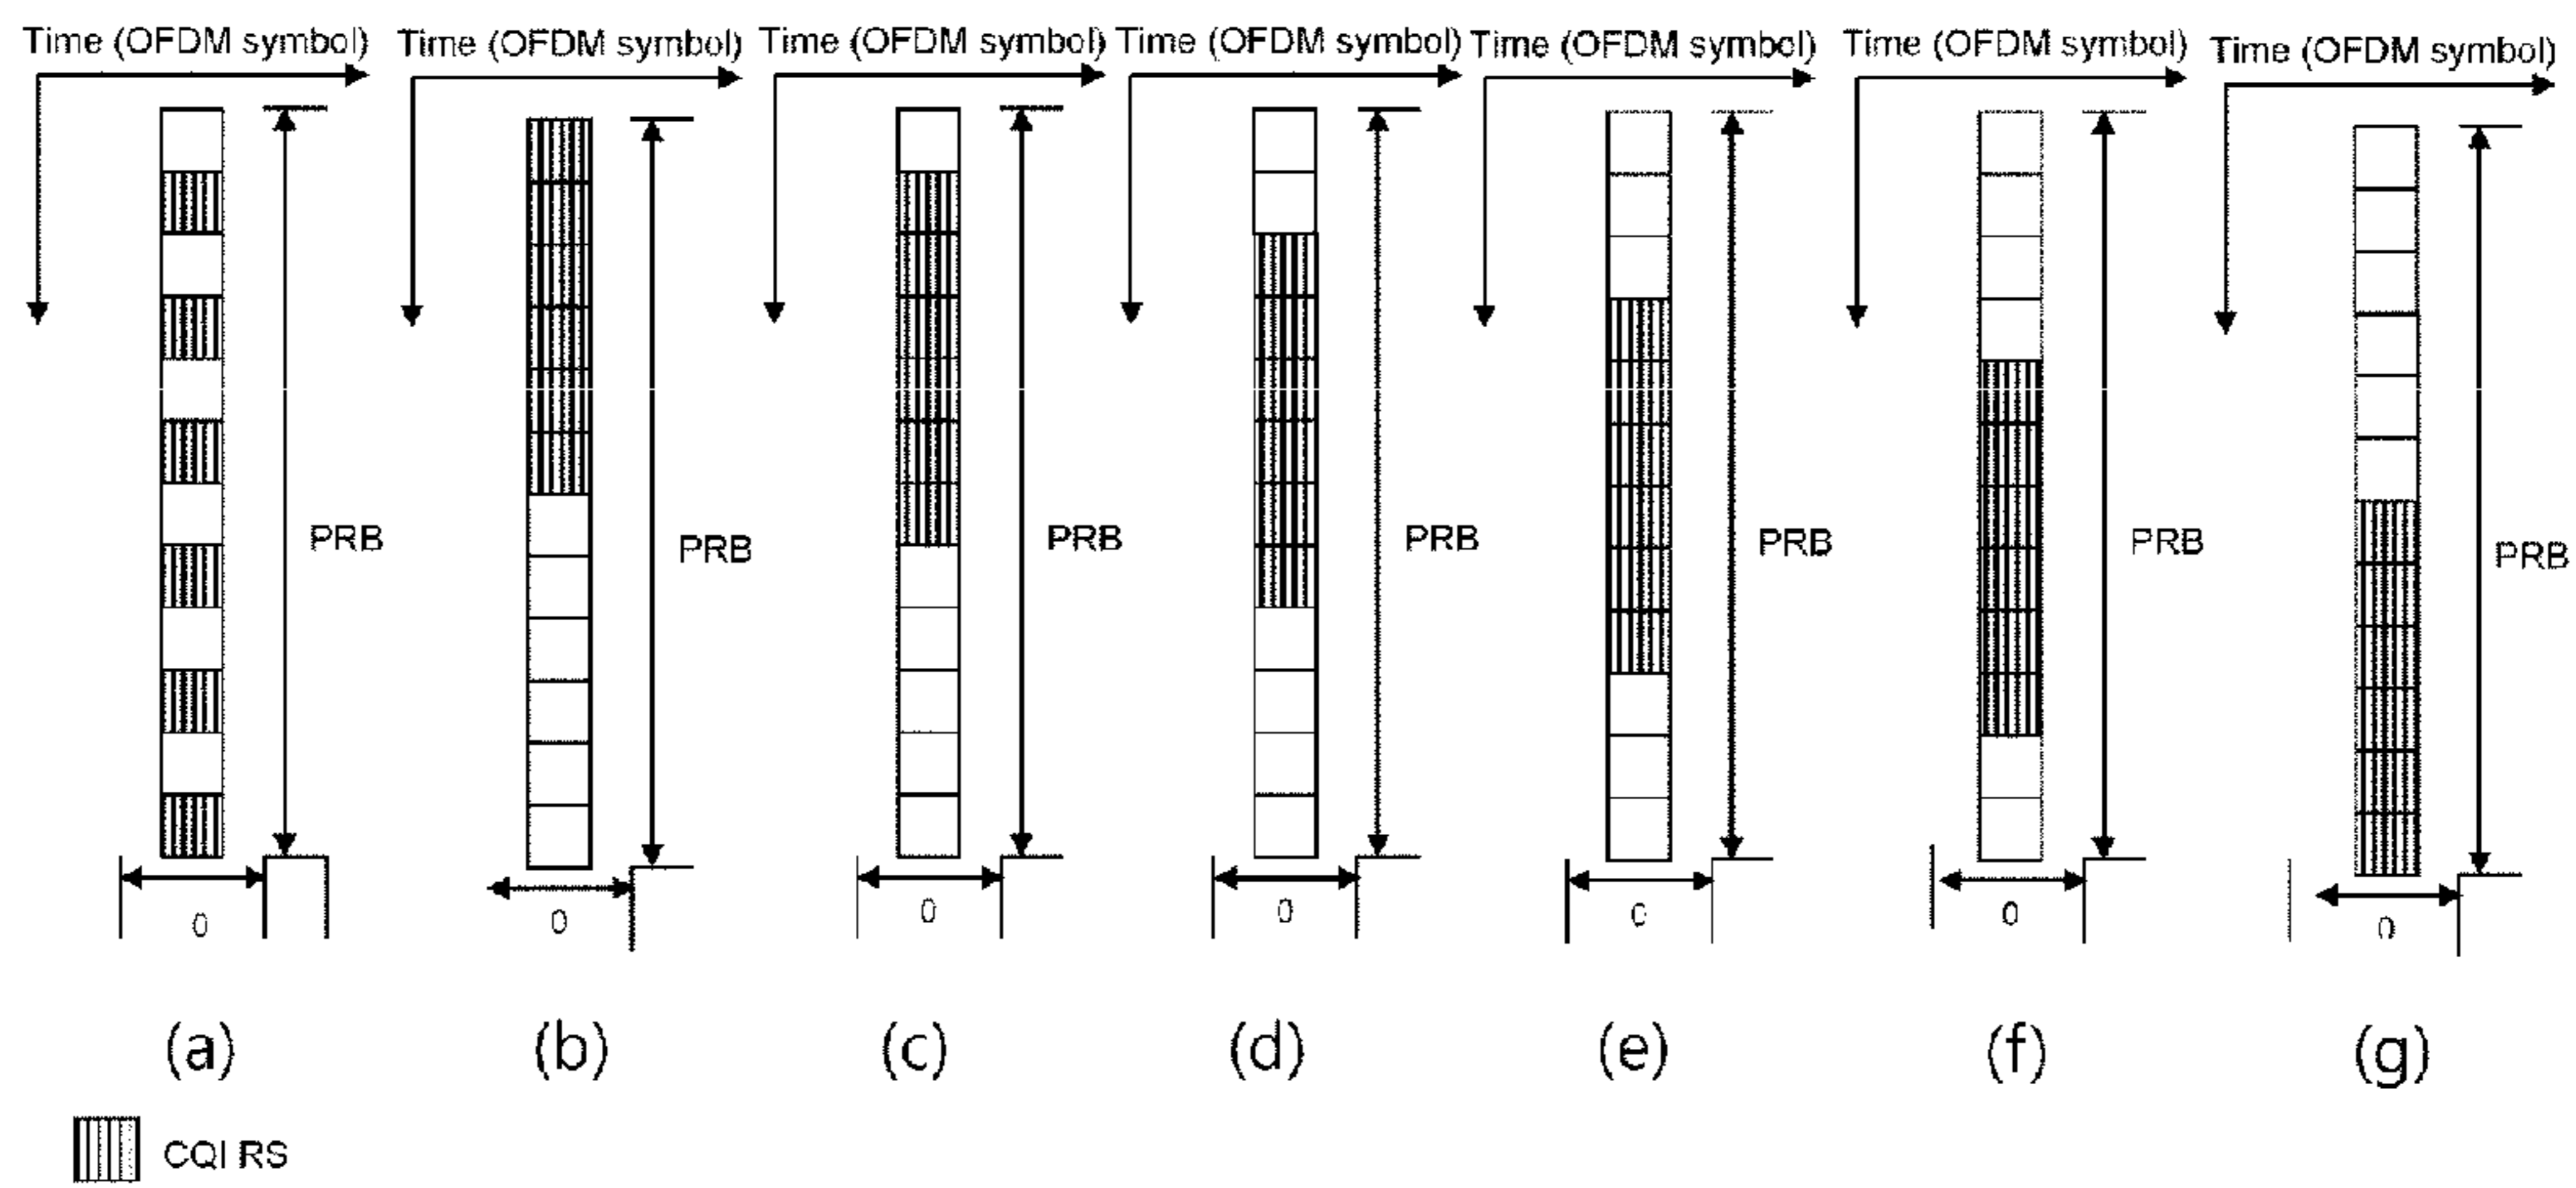 Time (OFDM symbol) Time (OFDM symbol) Time (OFDM symbol) Time (OFDM symbol) Time (OFDM symbol) Time (OFDM symbol) Time (OFDM symbol)
PRB PRB PRB PRB PRB PRB PRB
0 0 0 0 0 0 0
(a) (b) (c) (d) (e) (f) (g)
CQI RS